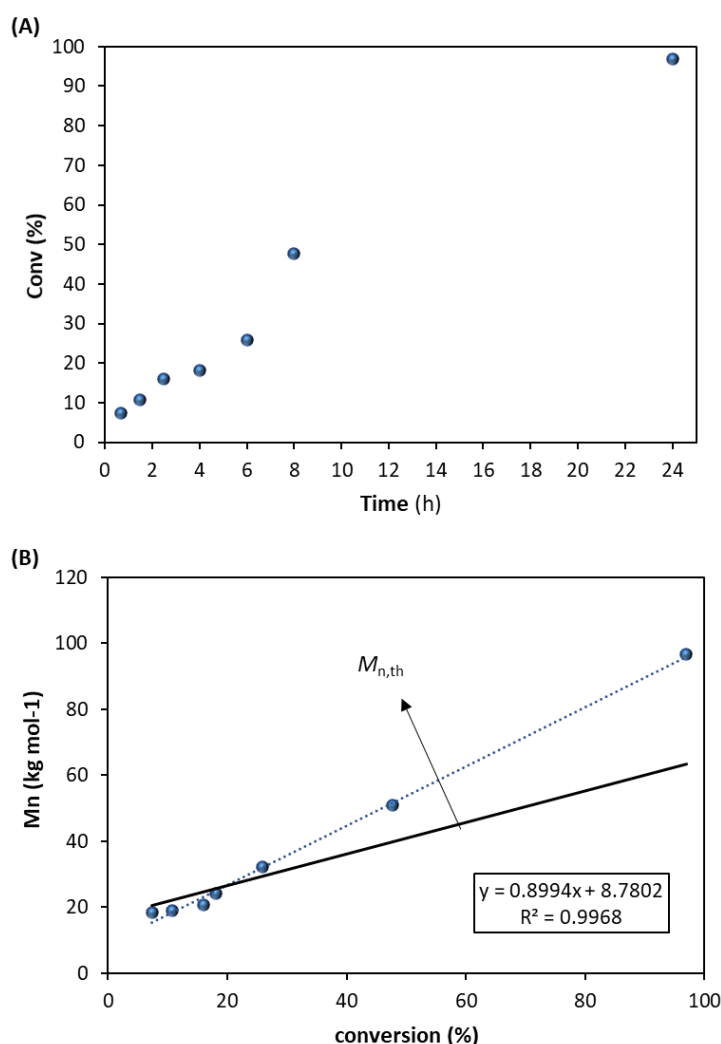 (A)
100
90
80
70
60
50
40
30
20
10
0
Conv (%)
0 2 4 6 8 10 12 14 16 18 20 22 24
Time (h)
(B)
120
100
80
60
40
20
0
Mn (kg mol-1)
Mn,th
y = 0.8994x + 8.7802
R² = 0.9968
0 20 40 60 80 100
conversion (%)